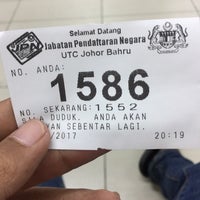 Selamat Datang
JPN
Jabatan Pendaftaran Negara
UTC Johor Bahru
NO. ANDA:
1586
NO. SEKARANG:1552
SILA DUDUK. ANDA AKAN
SEBENTAR LAGI.
/2017 20:19